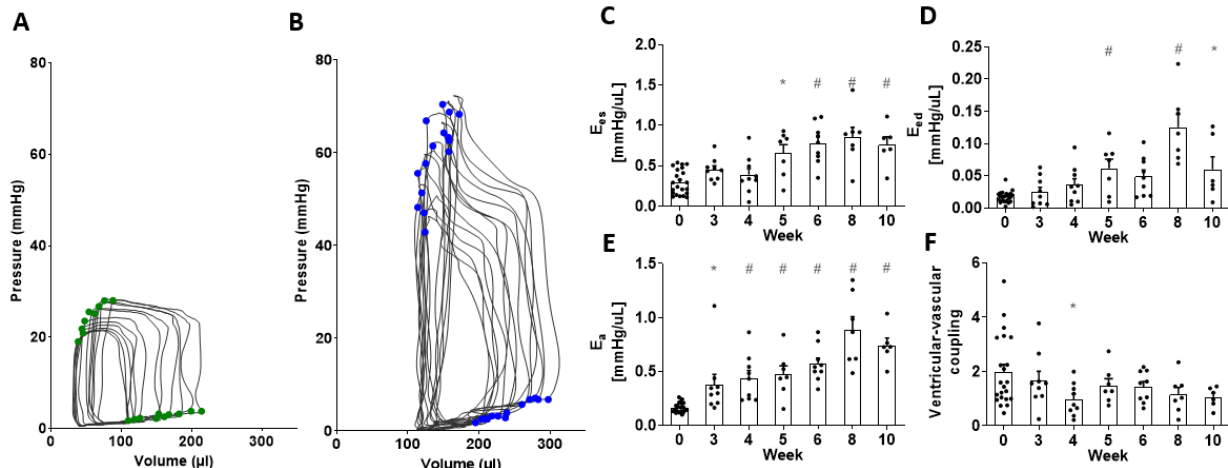 A
Pressure (mmHg)
80
60
40
20
0
0
100
200
300
Volume (µl)
B
Pressure (mmHg)
80
60
40
20
0
0
100
200
300
Volume (µl)
C
Ees
[mmHg/uL]
2.0
1.5
1.0
0.5
0.0
* # # #
0 3 4 5 6 8 10
Week
D
Eed
[mmHg/uL]
0.25
0.20
0.15
0.10
0.05
0.00
# # *
0 3 4 5 6 8 10
Week
E
Ea
[mmHg/uL]
1.5
1.0
0.5
0.0
* # # # # #
0 3 4 5 6 8 10
Week
F
Ventricular-vascular
coupling
6
4
2
0
*
0 3 4 5 6 8 10
Week